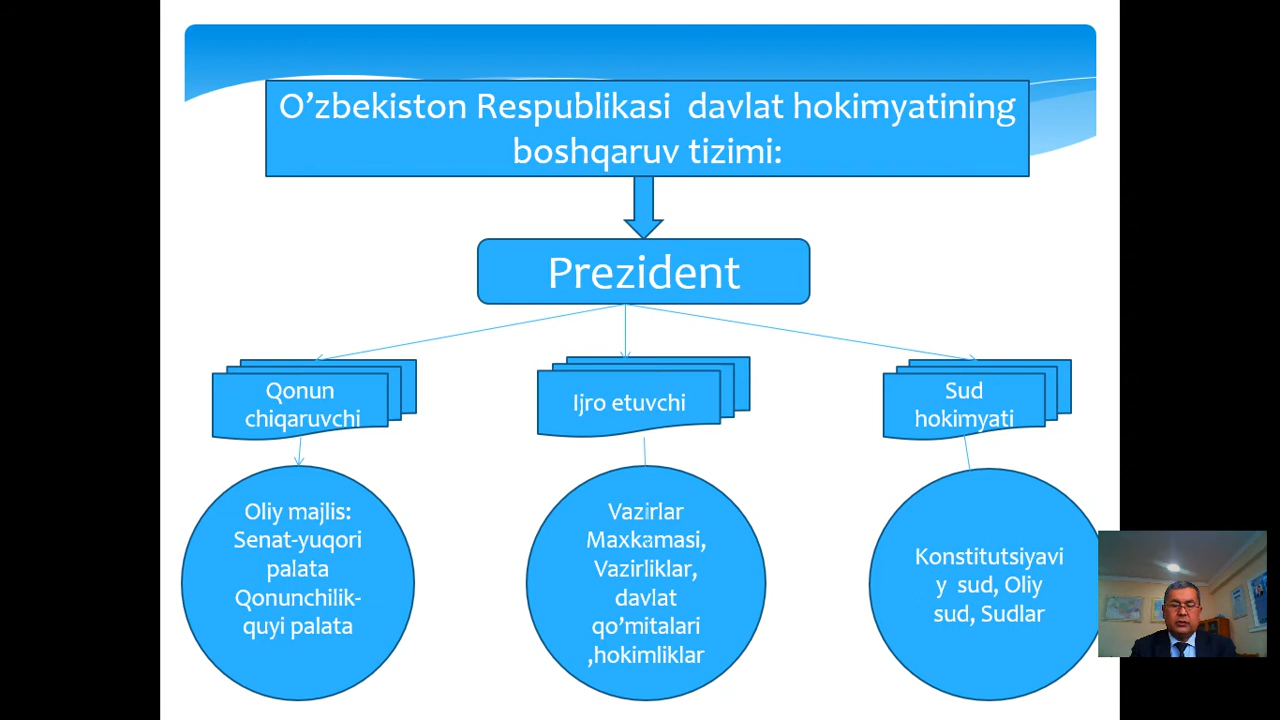 O’zbekiston Respublikasi davlat hokimyatining
boshqaruv tizimi:
Prezident
Qonun
chiqaruvchi
Ijro etuvchi
Sud
hokimyati
Oliy majlis:
Senat-yuqori
palata
Qonunchilik-
quyi palata
Vazirlar
Maxkamasi,
Vazirliklar,
davlat
qo’mitalari
,hokimliklar
Konstitutsiyavi
y sud, Oliy
sud, Sudlar